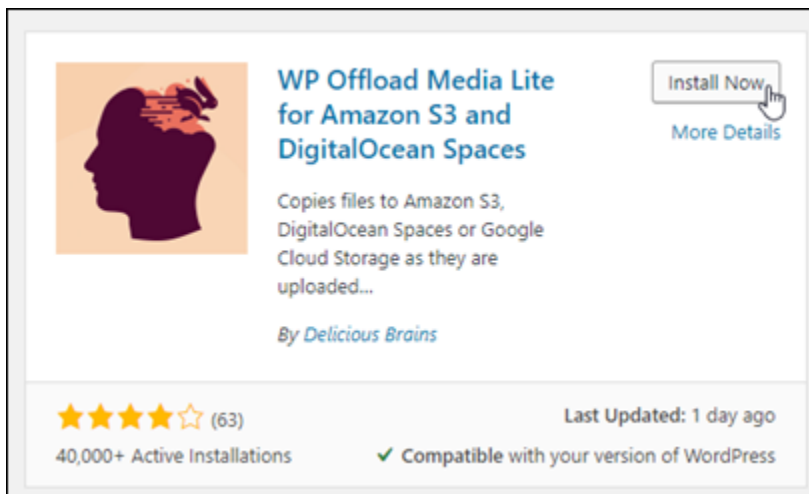 WP Offload Media Lite
for Amazon S3 and
DigitalOcean Spaces
Install Now
More Details
Copies files to Amazon S3,
DigitalOcean Spaces or Google
Cloud Storage as they are
uploaded...
By Delicious Brains
(63)
Last Updated: 1 day ago
40,000+ Active Installations
Compatible with your version of WordPress